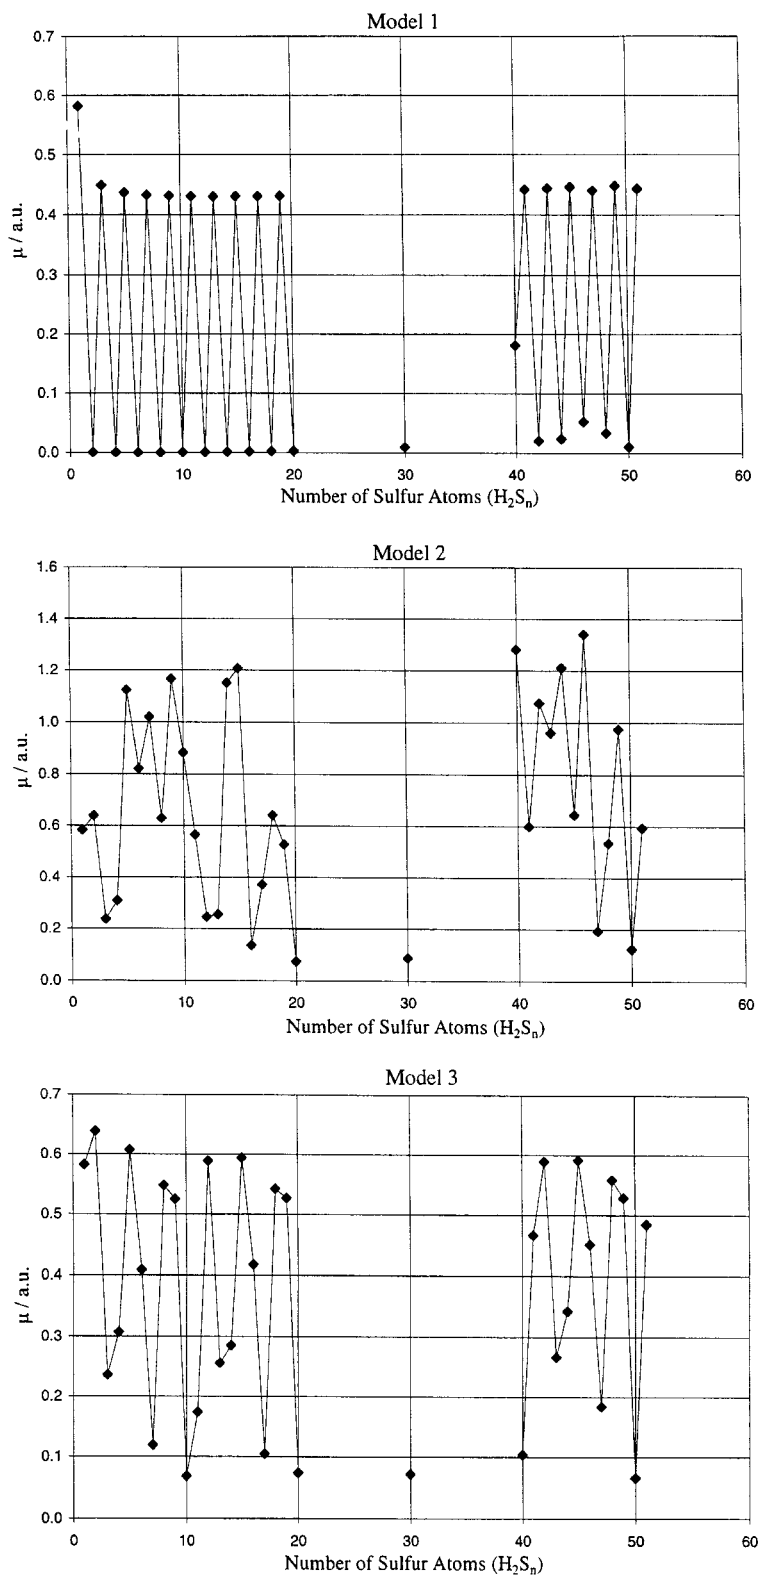 Model 1
0.7
0.6
0.5
0.4
0.3
0.2
0.1
0.0
μ / a.u.
0 10 20 30 40 50 60
Number of Sulfur Atoms (H₂Sₙ)
Model 2
1.6
1.4
1.2
1.0
0.8
0.6
0.4
0.2
0.0
μ / a.u.
0 10 20 30 40 50 60
Number of Sulfur Atoms (H₂Sₙ)
Model 3
0.7
0.6
0.5
0.4
0.3
0.2
0.1
0.0
μ / a.u.
0 10 20 30 40 50 60
Number of Sulfur Atoms (H₂Sₙ)